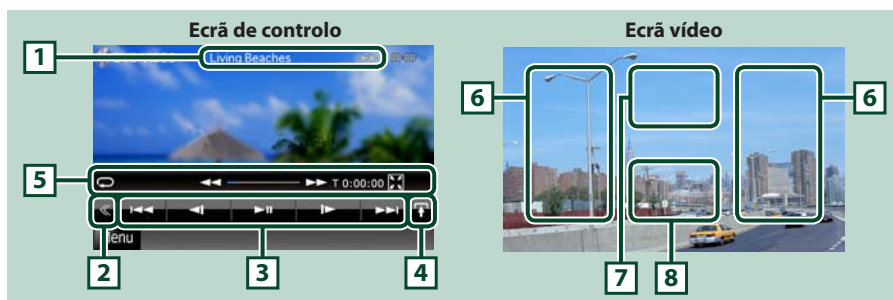 Ecrã de controlo
Ecrã vídeo
1
Living Beaches
6
7
6
5
T 0:00:00
Menu
2
3
4
7
8